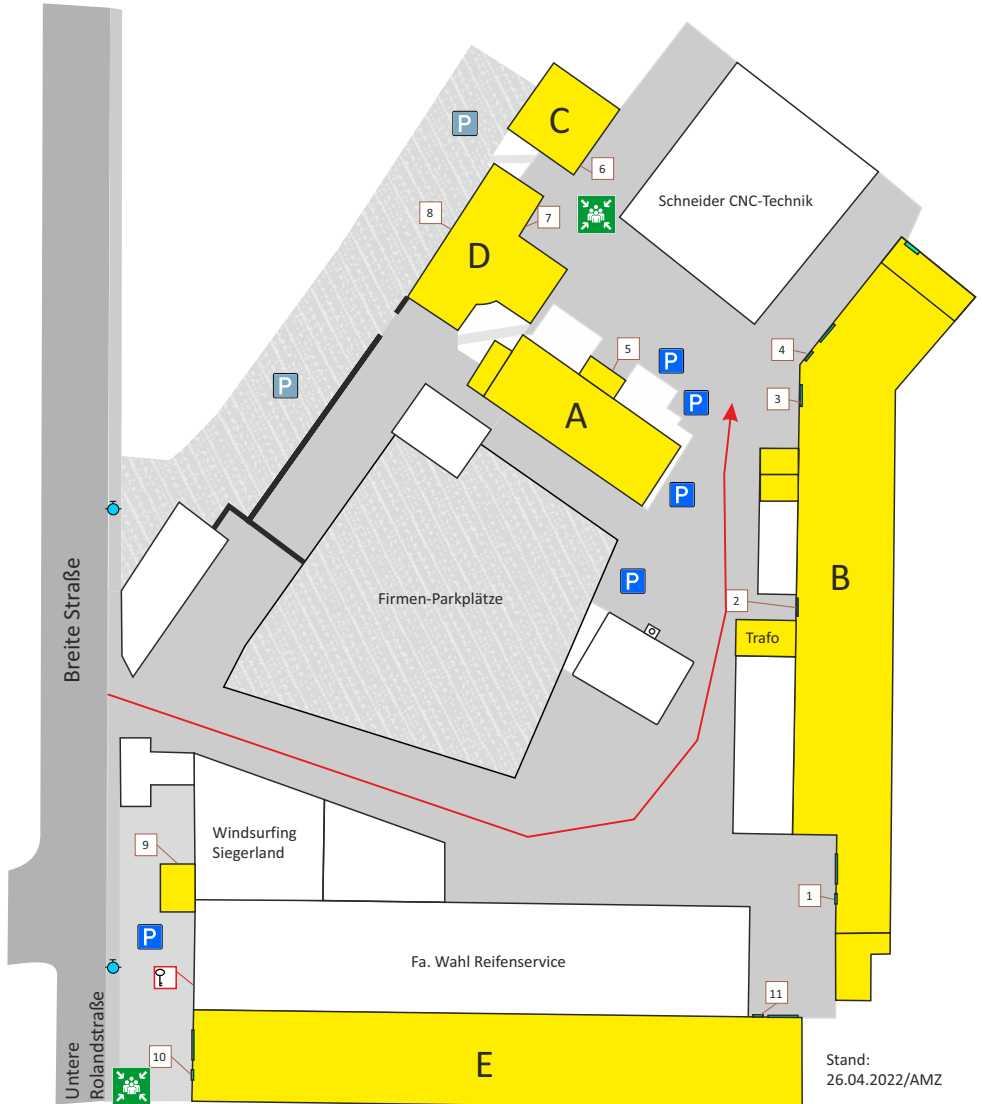 P
C
6
Schneider CNC-Technik
8
7
D
4
5
P
P
3
P
A
P
P
Breite Straße
Firmen-Parkplätze
2
B
Trafo
Windsurfing
Siegerland
9
1
P
Fa. Wahl Reifenservice
11
Untere
Rolandstraße
10
E
Stand:
26.04.2022/AMZ